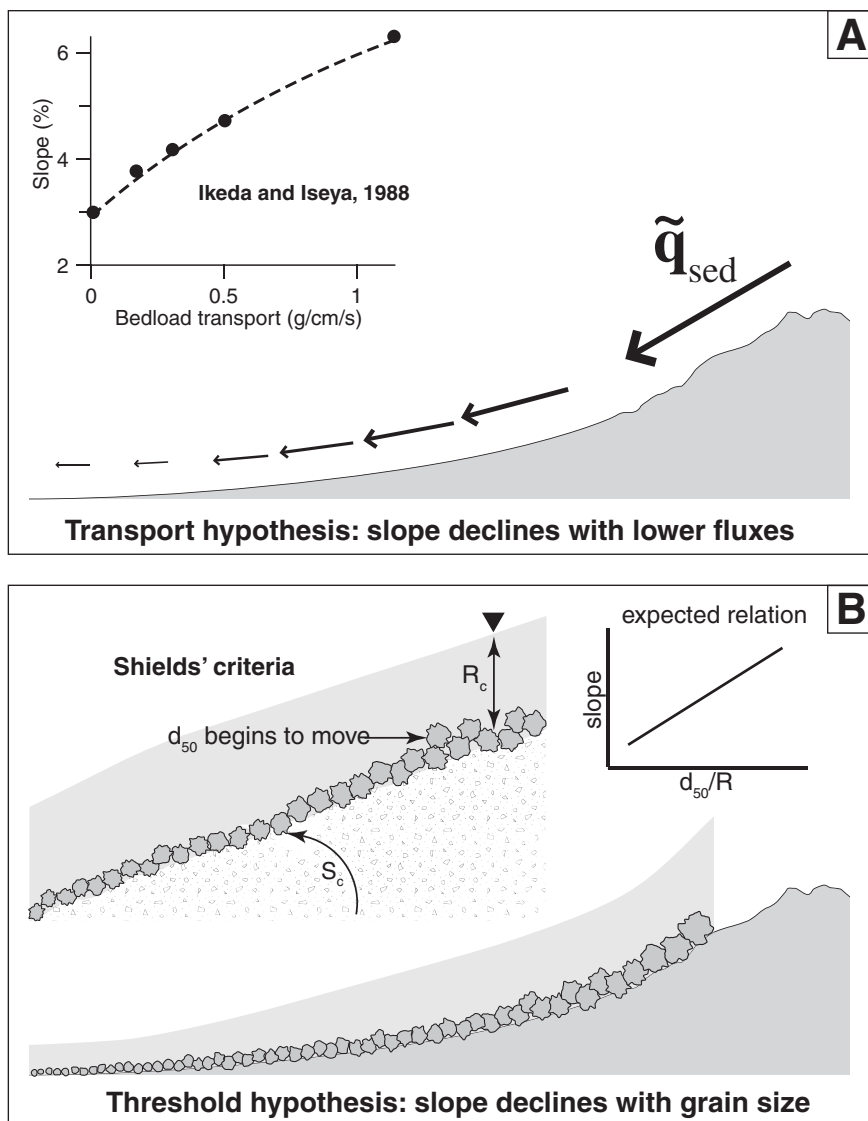 A
Slope (%)
6
4
2
0
0.5
1
Bedload transport (g/cm/s)
Ikeda and Iseya, 1988
q̃sed
Transport hypothesis: slope declines with lower fluxes
B
Shields' criteria
Rc
d50 begins to move
Sc
expected relation
slope
d50/R
Threshold hypothesis: slope declines with grain size